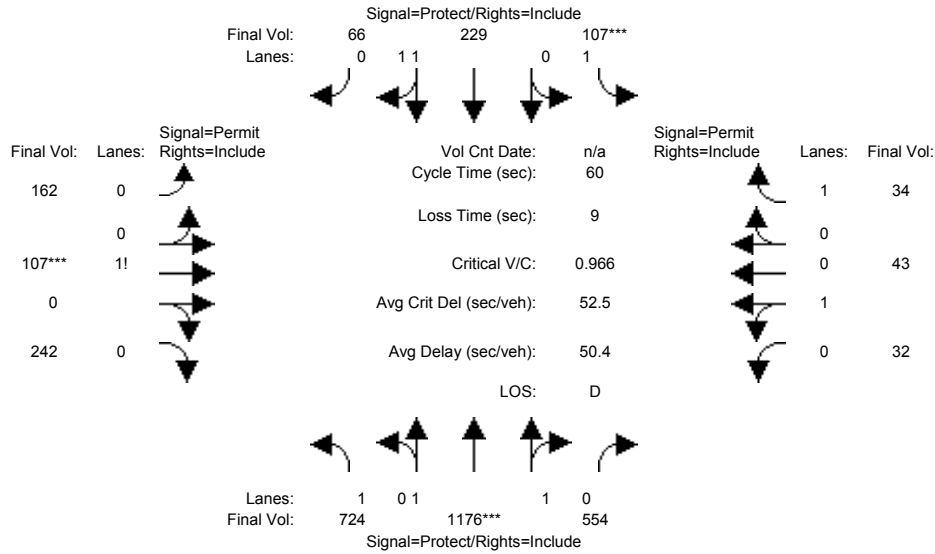 Signal=Protect/Rights=Include
Final Vol: 66 229 107***
Lanes: 0 1 1 0 1
Signal=Permit Signal=Permit
Final Vol: Lanes: Rights=Include Vol Cnt Date: n/a Rights=Include Lanes: Final Vol:
Cycle Time (sec): 60
162 0 1 34
Loss Time (sec): 9
0 0
107*** 1! Critical V/C: 0.966 0 43
0 0 Avg Crit Del (sec/veh): 52.5 1
242 0 Avg Delay (sec/veh): 50.4 0 32
LOS: D
Lanes: 1 0 1 1 0
Final Vol: 724 1176*** 554
Signal=Protect/Rights=Include